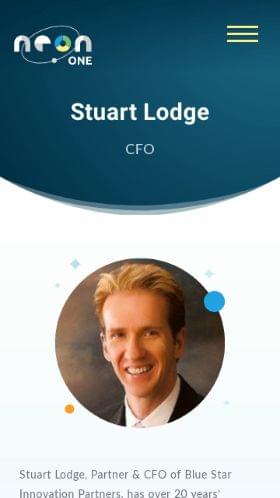 neon
ONE
Stuart Lodge
CFO
Stuart Lodge, Partner & CFO of Blue Star
Innovation Partners, has over 20 years'